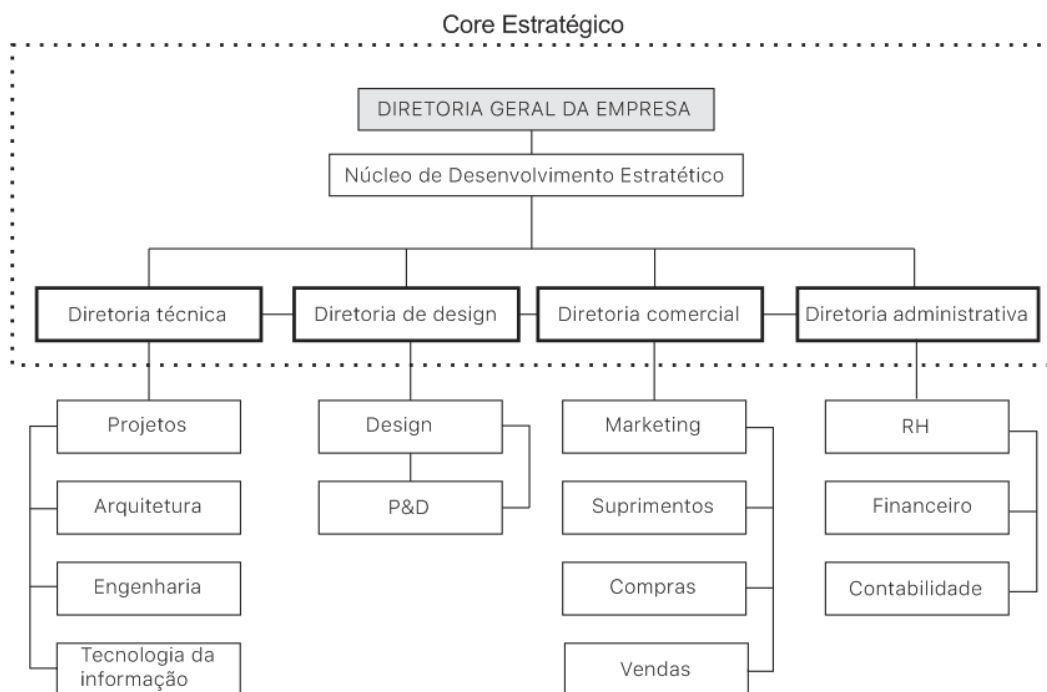 Core Estratégico
DIRETORIA GERAL DA EMPRESA
Núcleo de Desenvolvimento Estratético
Diretoria técnica
Diretoria de design
Diretoria comercial
Diretoria administrativa
Projetos
Design
Marketing
RH
Arquitetura
P&D
Suprimentos
Financeiro
Engenharia
Compras
Contabilidade
Tecnologia da
informação
Vendas